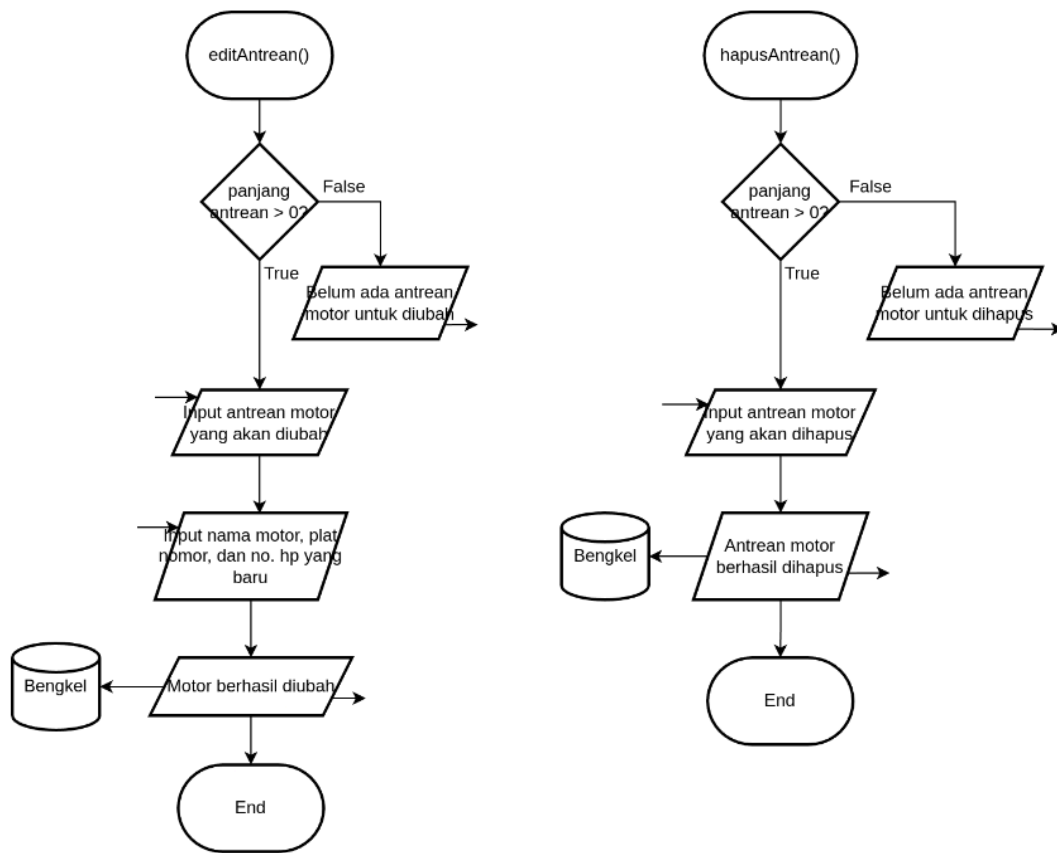 editAntrean()
panjang
antrean > 0?
False
True
Belum ada antrean
motor untuk diubah
Input antrean motor
yang akan diubah
Input nama motor, plat
nomor, dan no. hp yang
baru
Motor berhasil diubah
Bengkel
End
hapusAntrean()
panjang
antrean > 0?
False
True
Belum ada antrean
motor untuk dihapus
Input antrean motor
yang akan dihapus
Antrean motor
berhasil dihapus
Bengkel
End